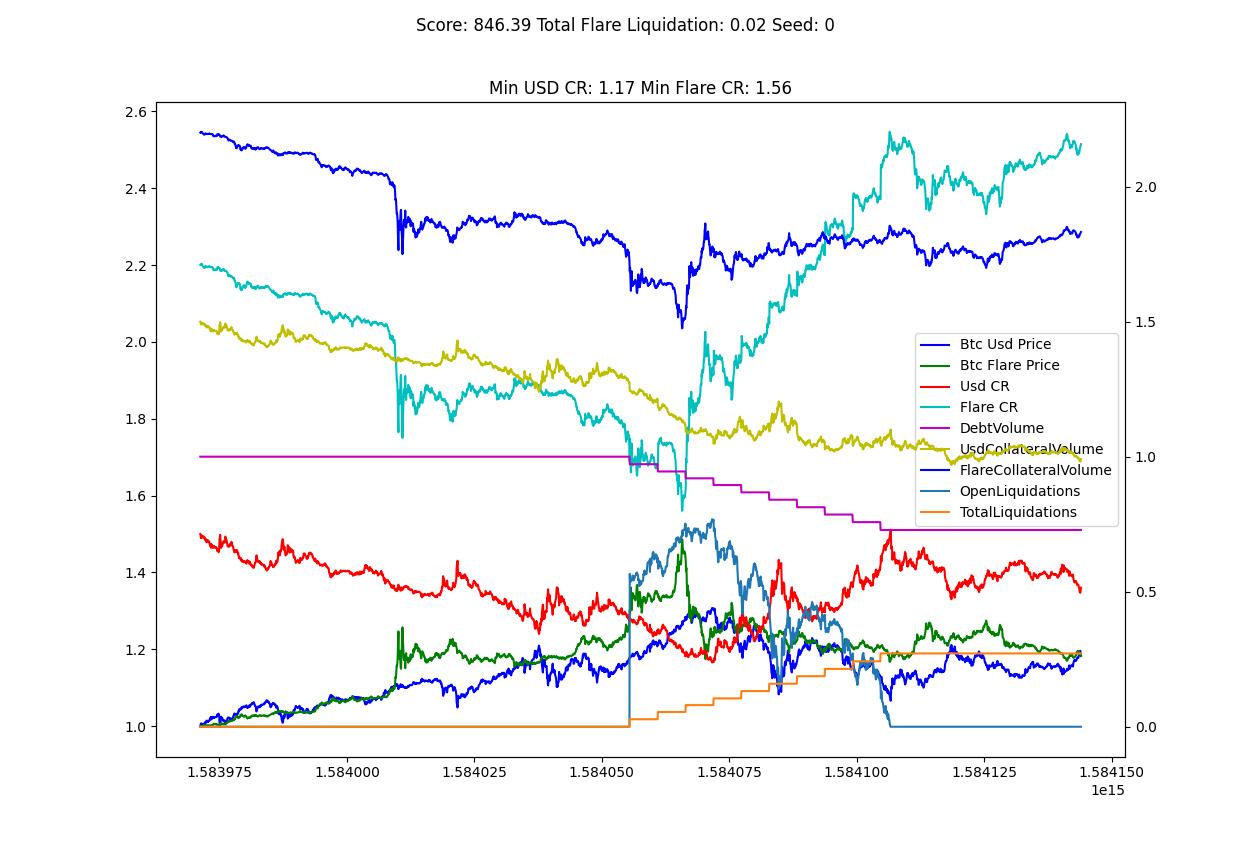 Score: 846.39 Total Flare Liquidation: 0.02 Seed: 0
Min USD CR: 1.17 Min Flare CR: 1.56
2.6
2.4
2.2
2.0
1.8
1.6
1.4
1.2
1.0
2.0
1.5
1.0
0.5
0.0
Btc Usd Price
Btc Flare Price
Usd CR
Flare CR
DebtVolume
UsdCollateralVolume
FlareCollateralVolume
OpenLiquidations
TotalLiquidations
1.583975 1.584000 1.584025 1.584050 1.584075 1.584100 1.584125 1.584150
1e15